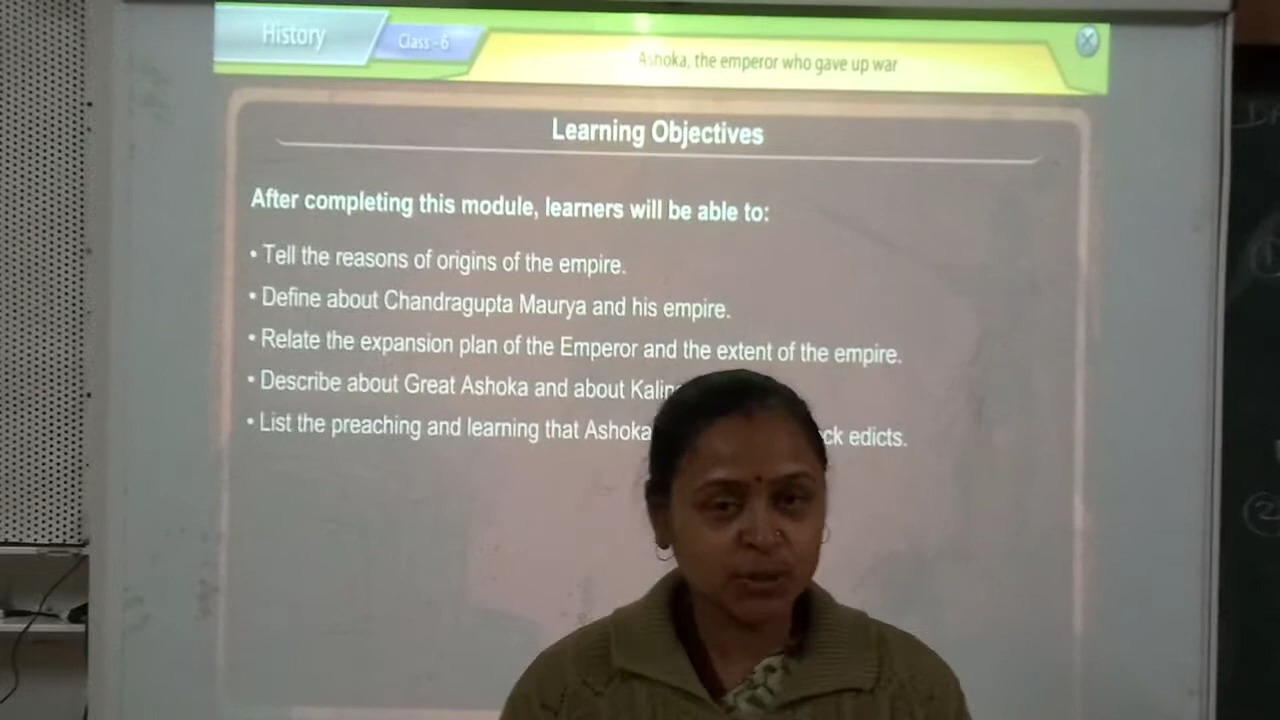 History
Class - 6
Ashoka, the emperor who gave up war
Learning Objectives
After completing this module, learners will be able to:
• Tell the reasons of origins of the empire.
• Define about Chandragupta Maurya and his empire.
• Relate the expansion plan of the Emperor and the extent of the empire.
• Describe about Great Ashoka and about
• List the preaching and learning that Ashoka edicts.